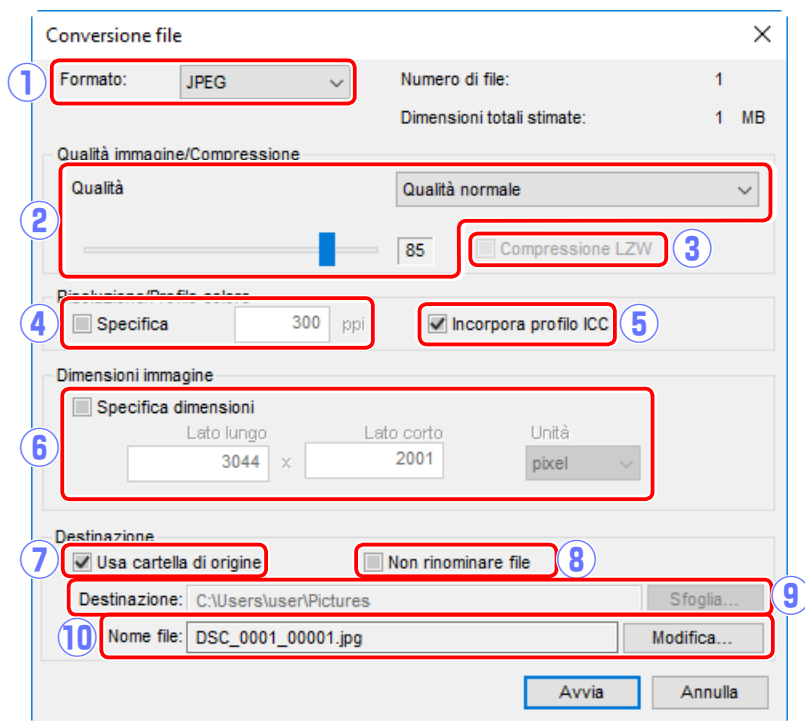 Conversione file
① Formato: JPEG Numero di file: 1
Dimensioni totali stimate: 1 MB
Qualità immagine/Compressione
Qualità Qualità normale
②
85 Compressione LZW ③
Risoluzione/Profilo colore
④ Specifica 300 ppi Incorpora profilo ICC ⑤
Dimensioni immagine
Specifica dimensioni
Lato lungo Lato corto Unità
⑥ 3044 x 2001 pixel
Destinazione
⑦ Usa cartella di origine Non rinominare file ⑧
Destinazione: C:\Users\user\Pictures Sfoglia... ⑨
⑩ Nome file: DSC_0001_00001.jpg Modifica...
Avvia Annulla